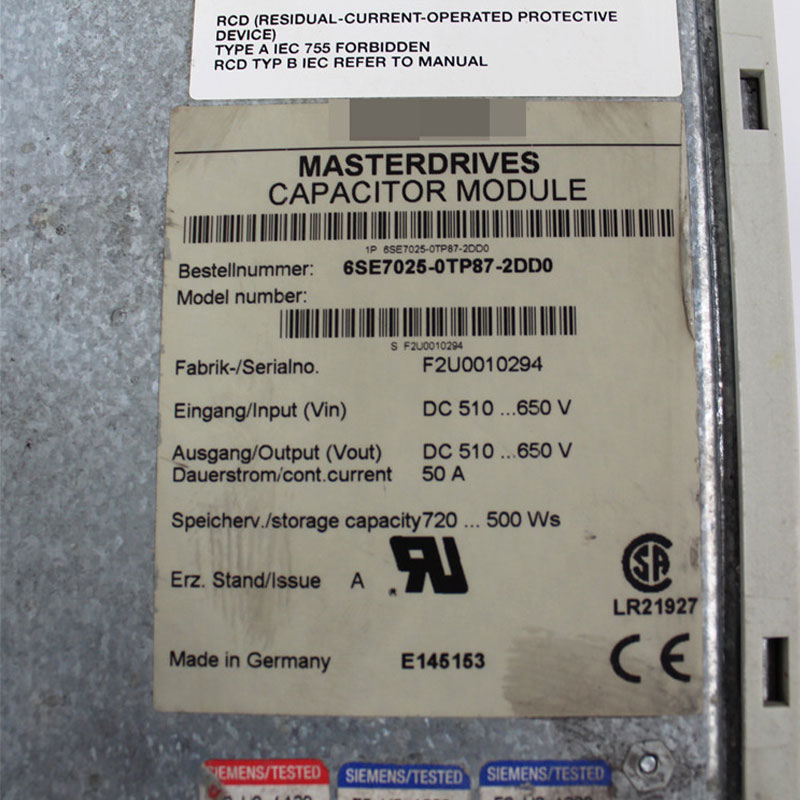 RCD (RESIDUAL-CURRENT-OPERATED PROTECTIVE
DEVICE)
TYPE A IEC 755 FORBIDDEN
RCD TYP B IEC REFER TO MANUAL
MASTERDRIVES
CAPACITOR MODULE
1P 6SE7025-0TP87-2DD0
Bestellnummer: 6SE7025-0TP87-2DD0
Model number:
S F2U0010294
Fabrik-/Serialno. F2U0010294
Eingang/Input (Vin) DC 510 ...650 V
Ausgang/Output (Vout) DC 510 ...650 V
Dauerstrom/cont.current 50 A
Speicherv./storage capacity720 ... 500 Ws
Erz. Stand/Issue A
RU
SA
LR21927
Made in Germany E145153
CE
SIEMENS/TESTED SIEMENS/TESTED SIEMENS/TESTED